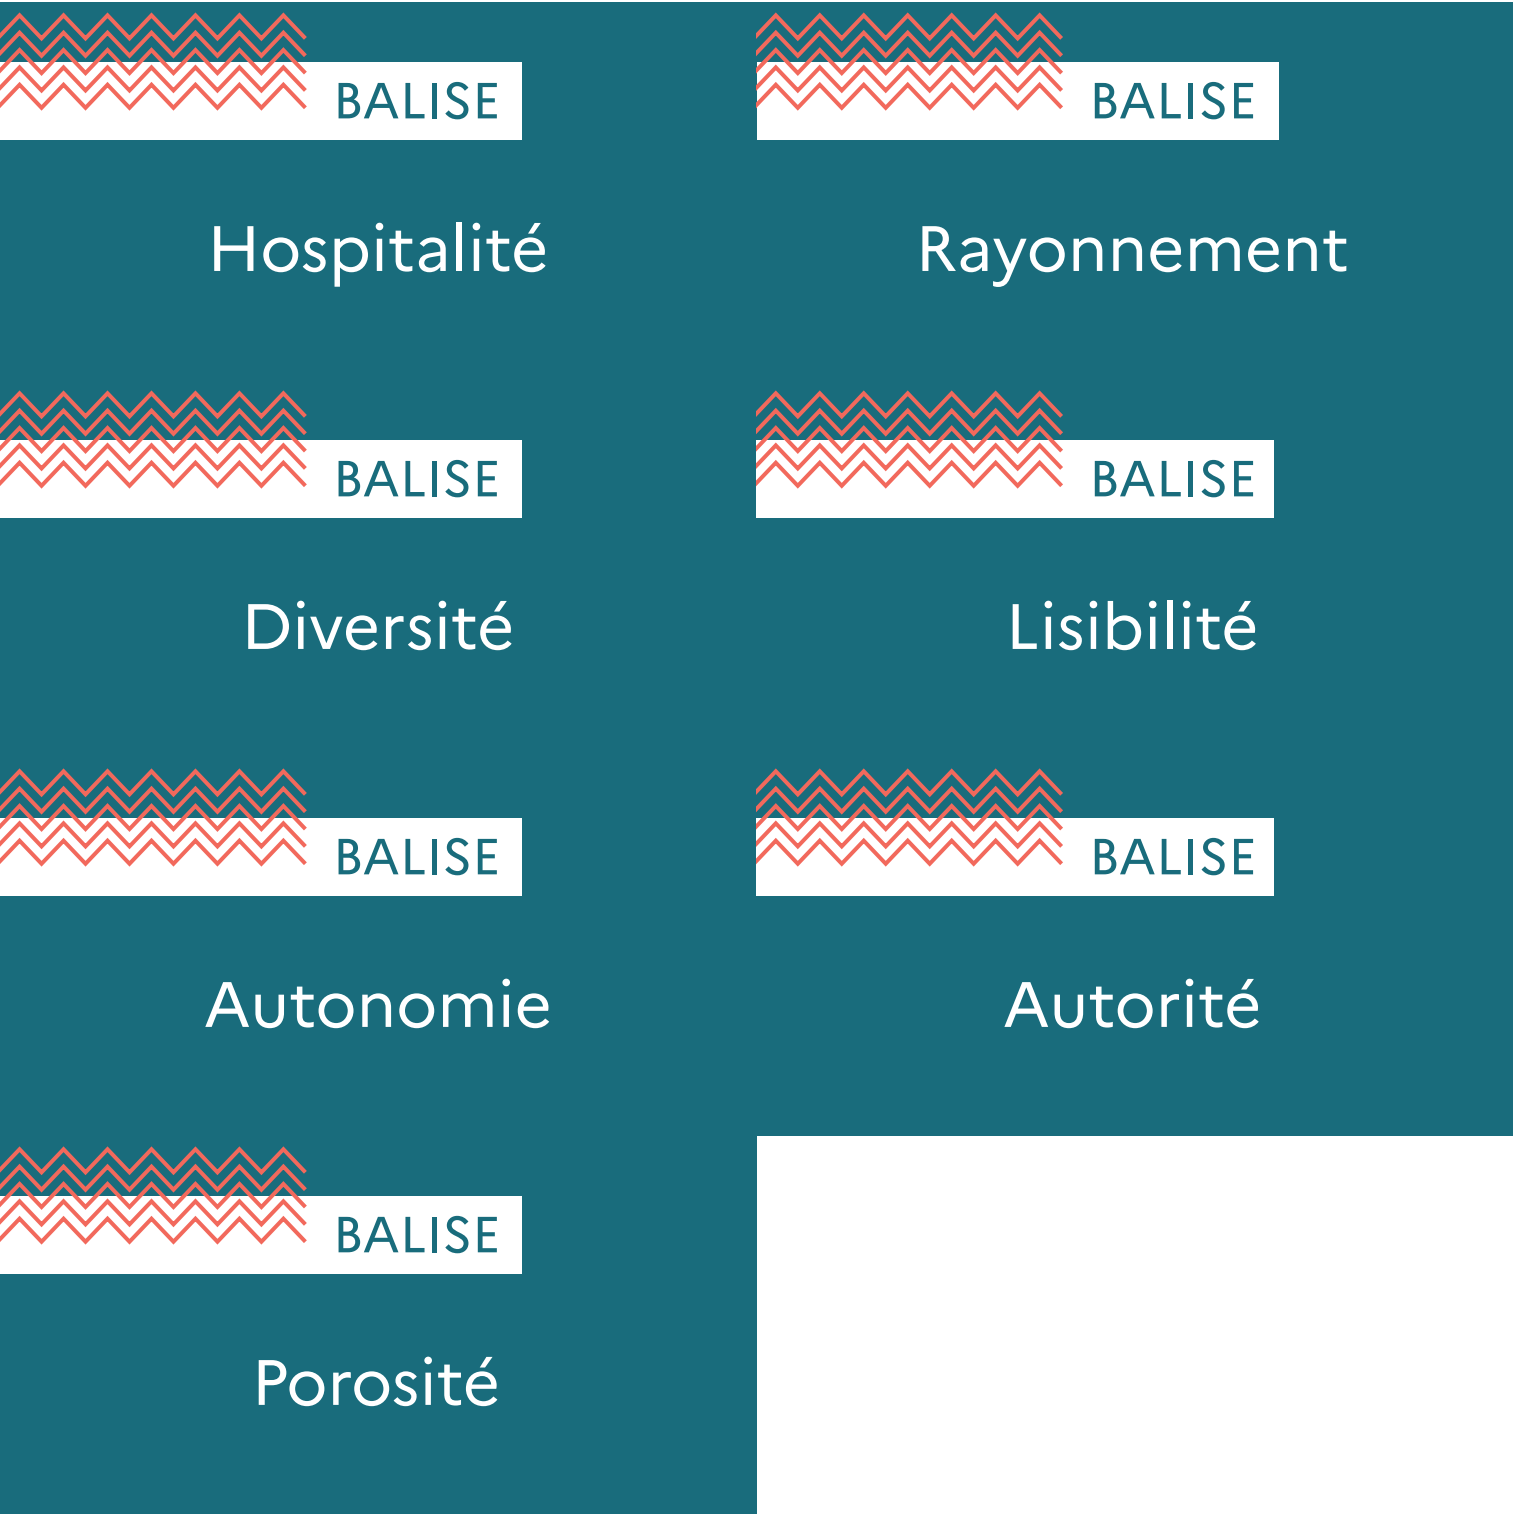 BALISE
Hospitalité
BALISE
Rayonnement
BALISE
Diversité
BALISE
Lisibilité
BALISE
Autonomie
BALISE
Autorité
BALISE
Porosité